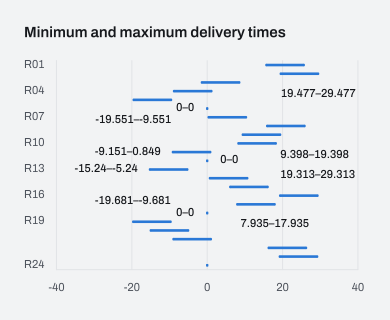 Minimum and maximum delivery times
R01
R04
19.477–29.477
0–0
R07
-19.551–-9.551
R10
-9.151–0.849
9.398–19.398
0–0
R13
-15.24–-5.24
19.313–29.313
R16
-19.681–-9.681
0–0
R19
7.935–17.935
R24
-40
-20
0
20
40